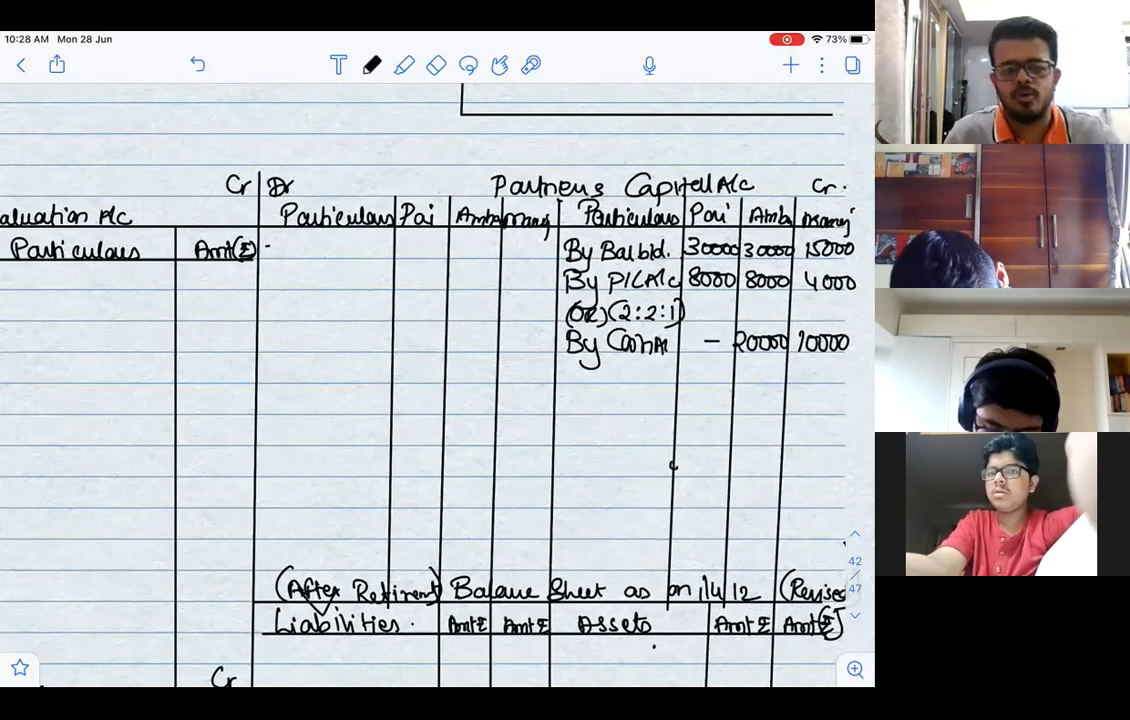 10:28 AM Mon 28 Jun
73%
Cr Dr Partners Capital A/c Cr.
aluation A/c Particulars Pai Amba Particulars Pai Amba
Particulars Amt(₹)
By Bal b/d. 30000 30000 15000
By P/L A/c 8000 8000 4000
(OR) (2:2:1)
By Cash A/c – 20000 10000
(After Retirement) Balance Sheet as on 1/4/12 (Revised
Liabilities. Amt₹ Amt₹ Assets Amt₹ Amt₹
Cr
42
47